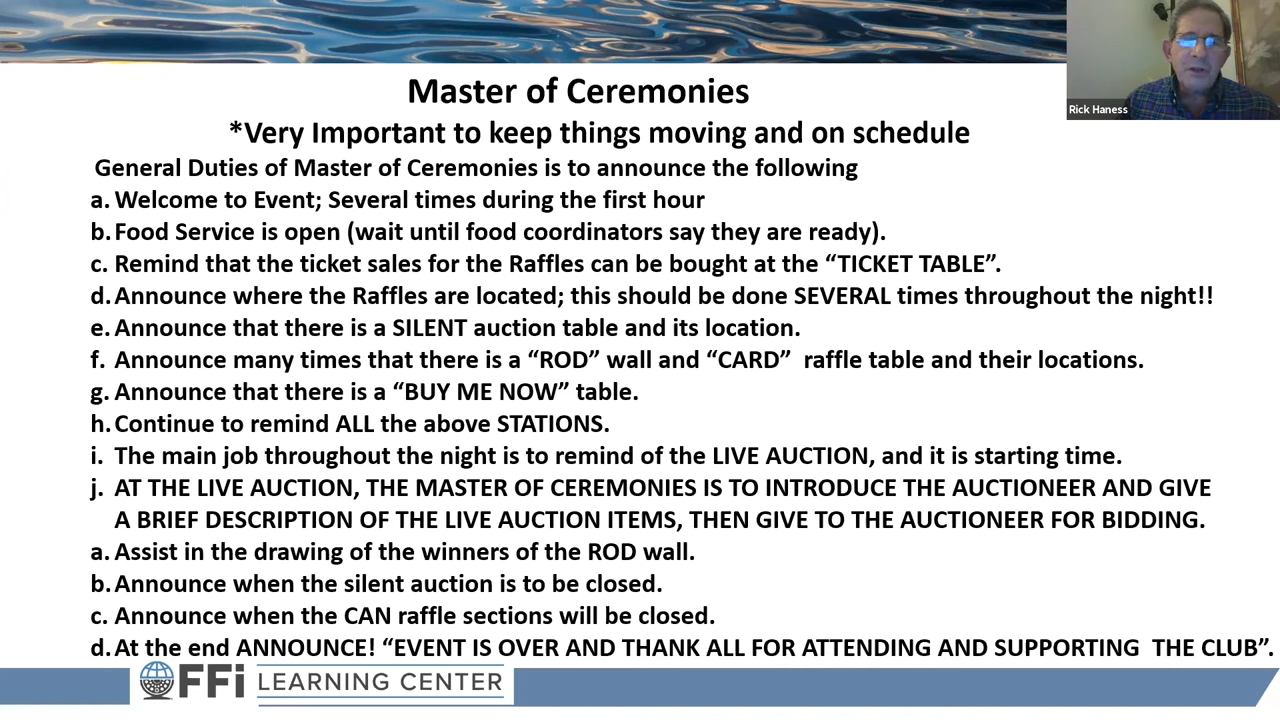 Master of Ceremonies
*Very Important to keep things moving and on schedule
Rick Haness
General Duties of Master of Ceremonies is to announce the following
a. Welcome to Event; Several times during the first hour
b. Food Service is open (wait until food coordinators say they are ready).
c. Remind that the ticket sales for the Raffles can be bought at the “TICKET TABLE”.
d. Announce where the Raffles are located; this should be done SEVERAL times throughout the night!!
e. Announce that there is a SILENT auction table and its location.
f. Announce many times that there is a “ROD” wall and “CARD” raffle table and their locations.
g. Announce that there is a “BUY ME NOW” table.
h. Continue to remind ALL the above STATIONS.
i. The main job throughout the night is to remind of the LIVE AUCTION, and it is starting time.
j. AT THE LIVE AUCTION, THE MASTER OF CEREMONIES IS TO INTRODUCE THE AUCTIONEER AND GIVE
A BRIEF DESCRIPTION OF THE LIVE AUCTION ITEMS, THEN GIVE TO THE AUCTIONEER FOR BIDDING.
a. Assist in the drawing of the winners of the ROD wall.
b. Announce when the silent auction is to be closed.
c. Announce when the CAN raffle sections will be closed.
d. At the end ANNOUNCE! “EVENT IS OVER AND THANK ALL FOR ATTENDING AND SUPPORTING THE CLUB”.
FFi LEARNING CENTER